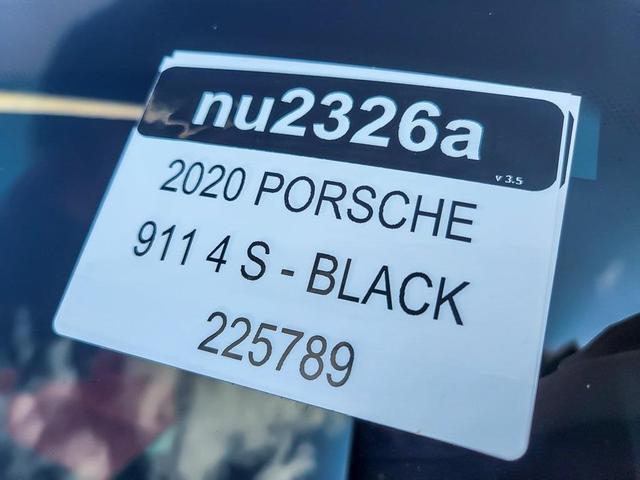 nu2326a
v 3.5
2020 PORSCHE
911 4 S - BLACK
225789